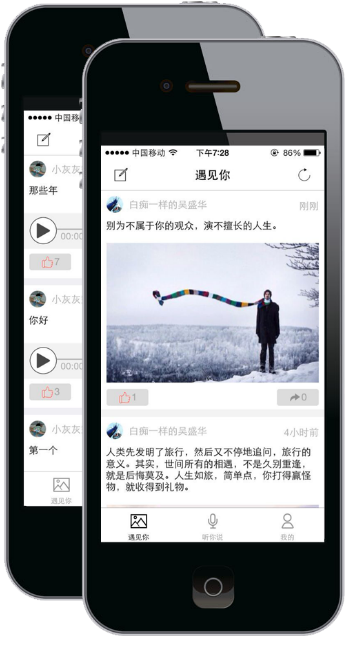 中国移动
小灰灰
那些年
00:00
7
小灰灰
你好
00:00
3
小灰灰
第一个
遇见你
中国移动 下午7:28 86%
遇见你
白痴一样的吴盛华 刚刚
别为不属于你的观众，演不擅长的人生。
1 0
白痴一样的吴盛华 4小时前
人类先发明了旅行，然后又不停地追问，旅行的
意义。其实，世间所有的相遇，不是久别重逢，
就是后悔莫及。人生如旅，简单点，你打得赢怪
物，就收得到礼物。
遇见你 听你说 我的